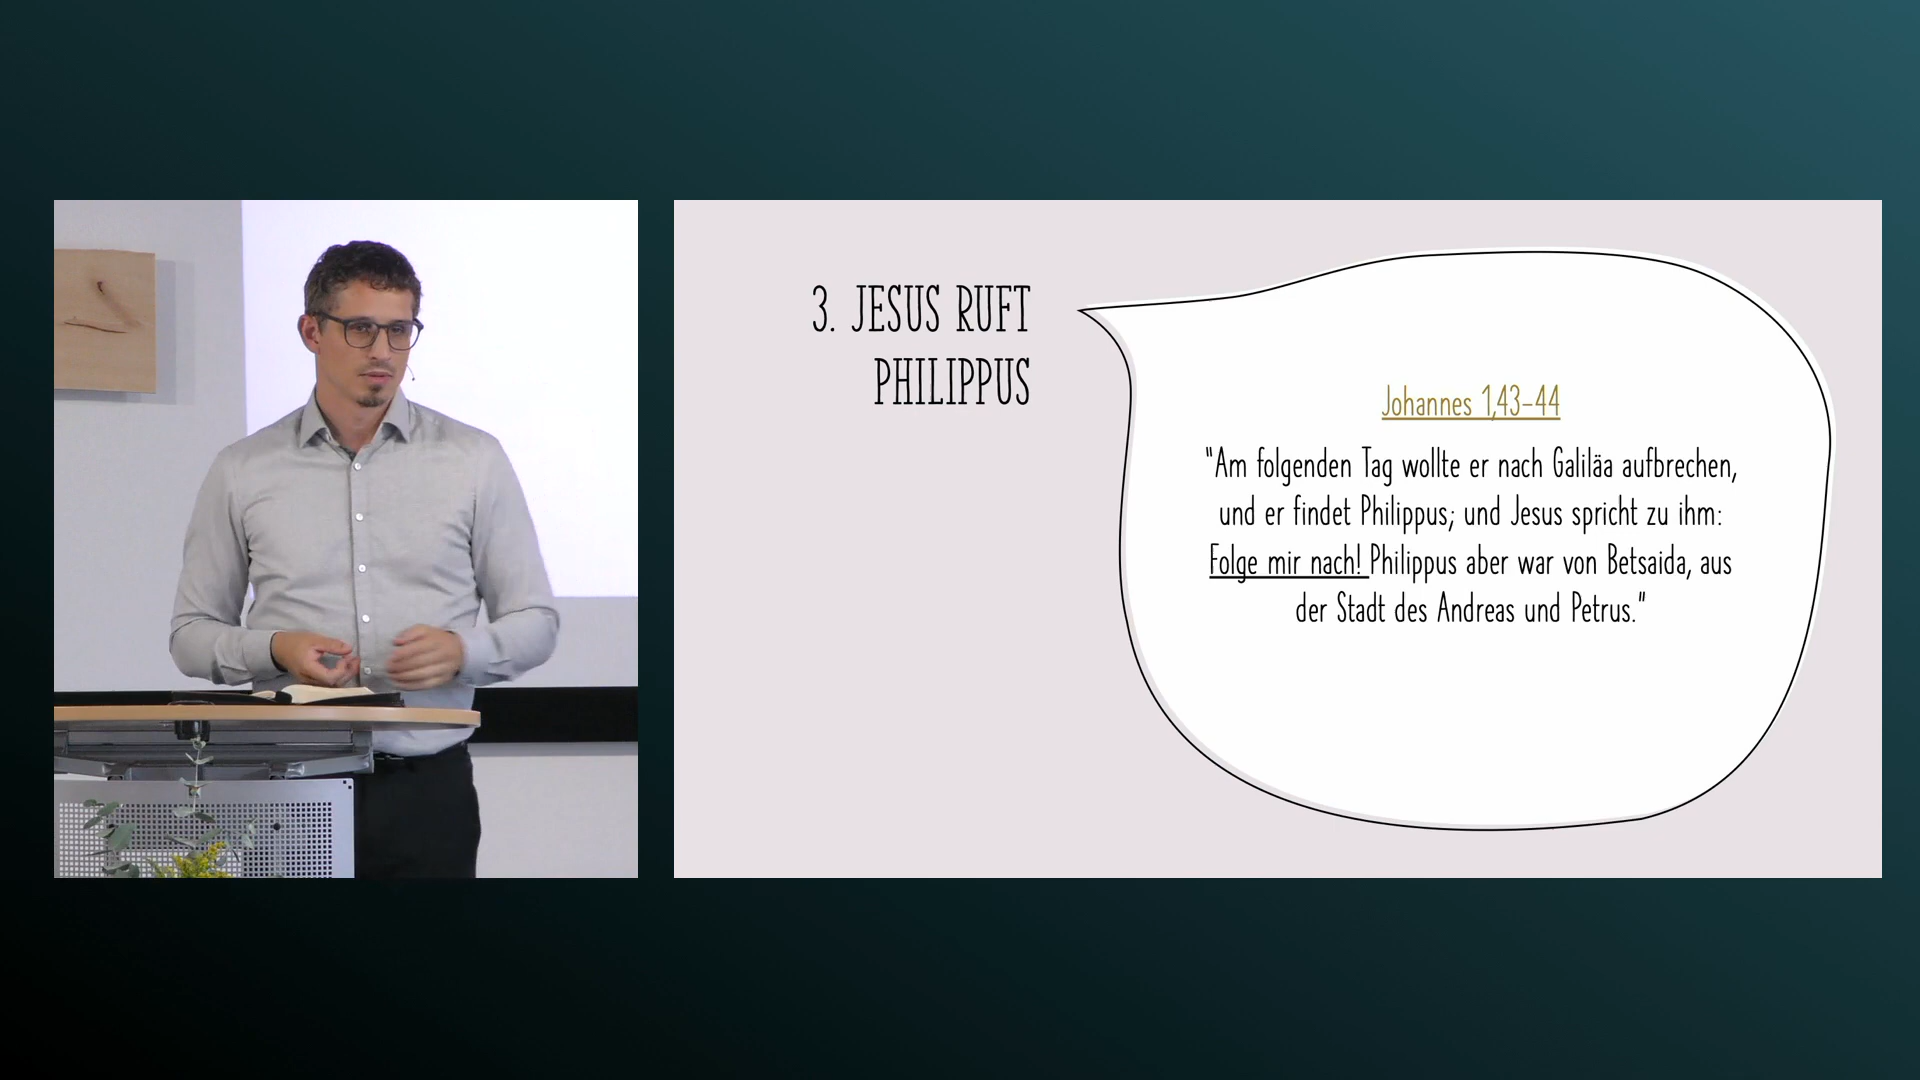 3. JESUS RUFT
PHILIPPUS
Johannes 1,43-44
"Am folgenden Tag wollte er nach Galiläa aufbrechen,
und er findet Philippus; und Jesus spricht zu ihm:
Folge mir nach! Philippus aber war von Betsaida, aus
der Stadt des Andreas und Petrus."